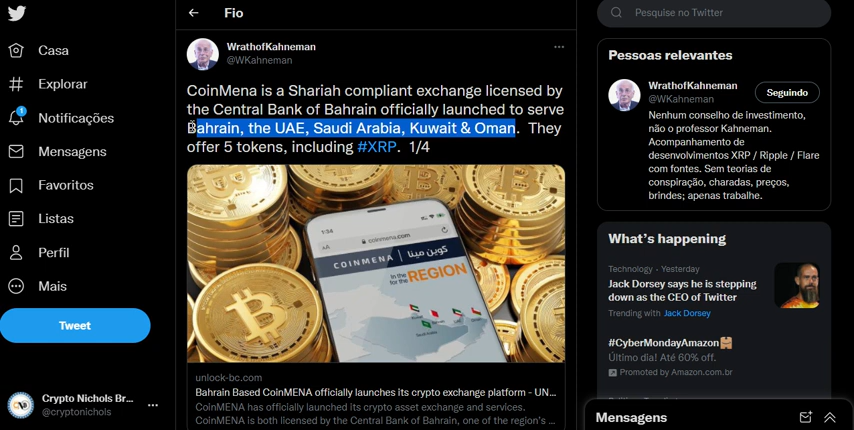 Fio
Pesquise no Twitter
Casa
Explorar
1
Notificações
Mensagens
Favoritos
Listas
Perfil
Mais
Tweet
Crypto Nichols Br...
@cryptonichols
WrathofKahneman
@WKahneman
CoinMena is a Shariah compliant exchange licensed by
the Central Bank of Bahrain officially launched to serve
Bahrain, the UAE, Saudi Arabia, Kuwait & Oman. They
offer 5 tokens, including #XRP. 1/4
1:34
AA
coinmena.com
COINMENA كوين مينا
In the
for the REGION
unlock-bc.com
Bahrain Based CoinMENA officially launches its crypto exchange platform - UN...
CoinMENA has officially launched its crypto asset exchange and services.
CoinMENA is both licensed by the Central Bank of Bahrain, one of the region's ...
Pessoas relevantes
WrathofKahneman
@WKahneman
Seguindo
Nenhum conselho de investimento,
não o professor Kahneman.
Acompanhamento de
desenvolvimentos XRP / Ripple / Flare
com fontes. Sem teorias de
conspiração, charadas, preços,
brindes; apenas trabalhe.
What's happening
Technology · Yesterday
Jack Dorsey says he is stepping
down as the CEO of Twitter
Trending with Jack Dorsey
#CyberMondayAmazon
Último dia! Até 60% off.
Promoted by Amazon.com.br
Mensagens